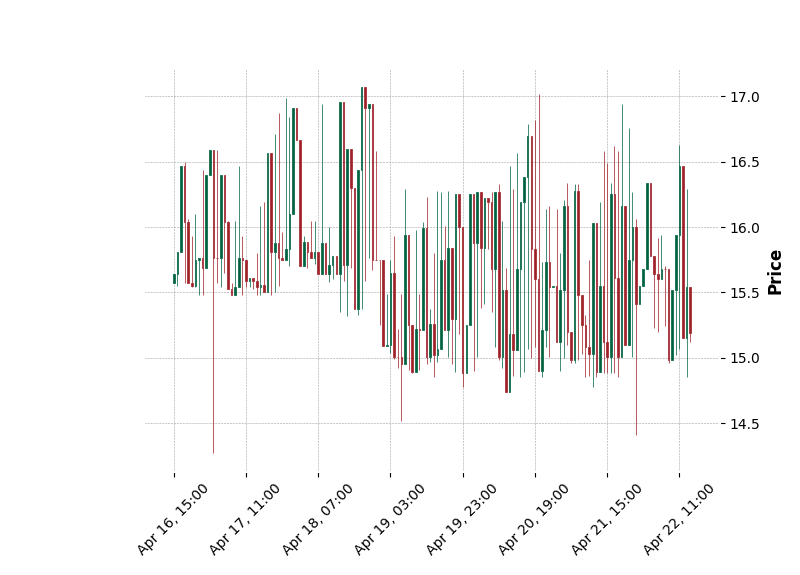 17.0
16.5
16.0
15.5
15.0
14.5
Price
Apr 16, 15:00
Apr 17, 11:00
Apr 18, 07:00
Apr 19, 03:00
Apr 19, 23:00
Apr 20, 19:00
Apr 21, 15:00
Apr 22, 11:00